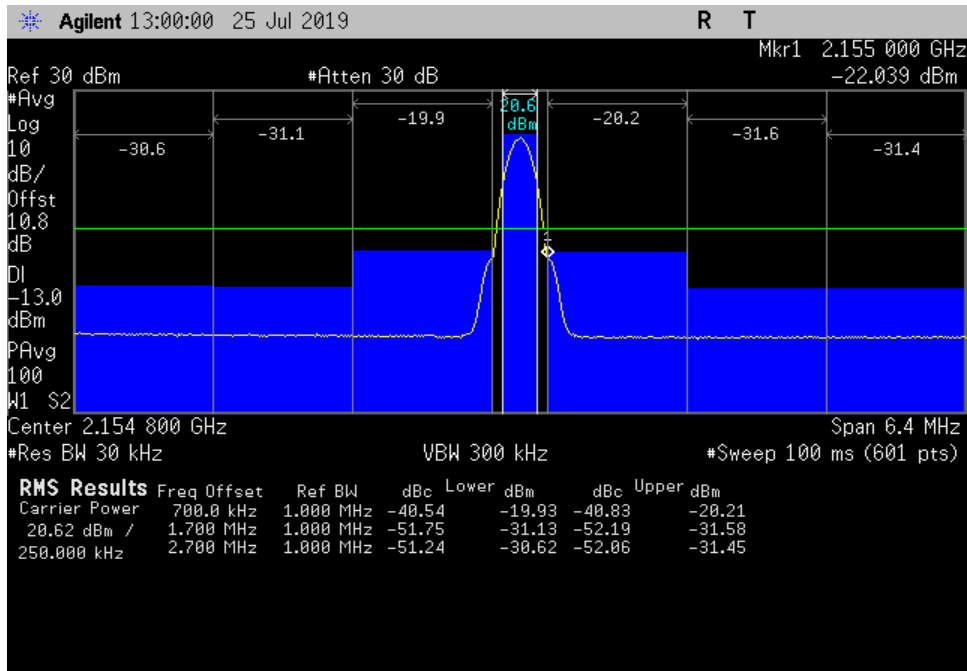 Agilent 13:00:00 25 Jul 2019 R T
Mkr1 2.155 000 GHz
Ref 30 dBm #Atten 30 dB -22.039 dBm
#Avg
Log
10
dB/
Offst
10.8
dB
DI
-13.0
dBm
PAvg
100
W1 S2
-30.6
-31.1
-19.9
20.6
dBm
-20.2
-31.6
-31.4
1
Center 2.154 800 GHz Span 6.4 MHz
#Res BW 30 kHz VBW 300 kHz #Sweep 100 ms (601 pts)
RMS Results Freq Offset Ref BW dBc Lower dBm dBc Upper dBm
Carrier Power 700.0 kHz 1.000 MHz -40.54 -19.93 -40.83 -20.21
20.62 dBm / 1.700 MHz 1.000 MHz -51.75 -31.13 -52.19 -31.58
250.000 kHz 2.700 MHz 1.000 MHz -51.24 -30.62 -52.06 -31.45